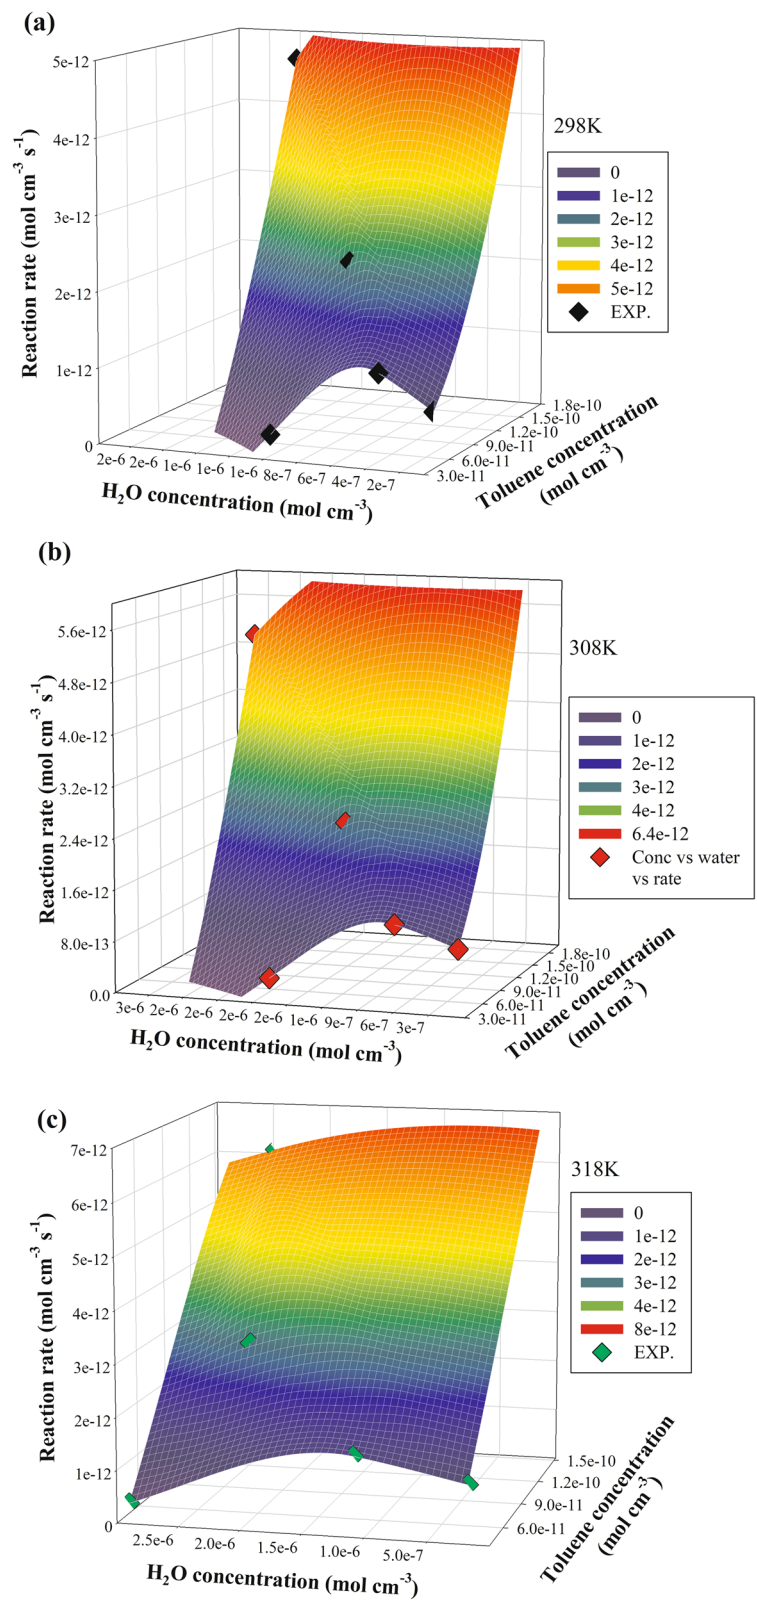 (a)
5e-12
4e-12
3e-12
2e-12
1e-12
0
Reaction rate (mol cm-3 s-1)
2e-6 2e-6 1e-6 1e-6 1e-6 8e-7 6e-7 4e-7 2e-7
H2O concentration (mol cm-3)
1.8e-10
1.5e-10
1.2e-10
9.0e-11
6.0e-11
3.0e-11
Toluene concentration
(mol cm-3)
298K
0
1e-12
2e-12
3e-12
4e-12
5e-12
EXP.
(b)
5.6e-12
4.8e-12
4.0e-12
3.2e-12
2.4e-12
1.6e-12
8.0e-13
0.0
Reaction rate (mol cm-3 s-1)
3e-6 2e-6 2e-6 2e-6 2e-6 1e-6 9e-7 6e-7 3e-7
H2O concentration (mol cm-3)
1.8e-10
1.5e-10
1.2e-10
9.0e-11
6.0e-11
3.0e-11
Toluene concentration
(mol cm-3)
308K
0
1e-12
2e-12
3e-12
4e-12
6.4e-12
Conc vs water
vs rate
(c)
7e-12
6e-12
5e-12
4e-12
3e-12
2e-12
1e-12
0
Reaction rate (mol cm-3 s-1)
2.5e-6 2.0e-6 1.5e-6 1.0e-6 5.0e-7
H2O concentration (mol cm-3)
1.5e-10
1.2e-10
9.0e-11
6.0e-11
Toluene concentration
(mol cm-3)
318K
0
1e-12
2e-12
3e-12
4e-12
8e-12
EXP.